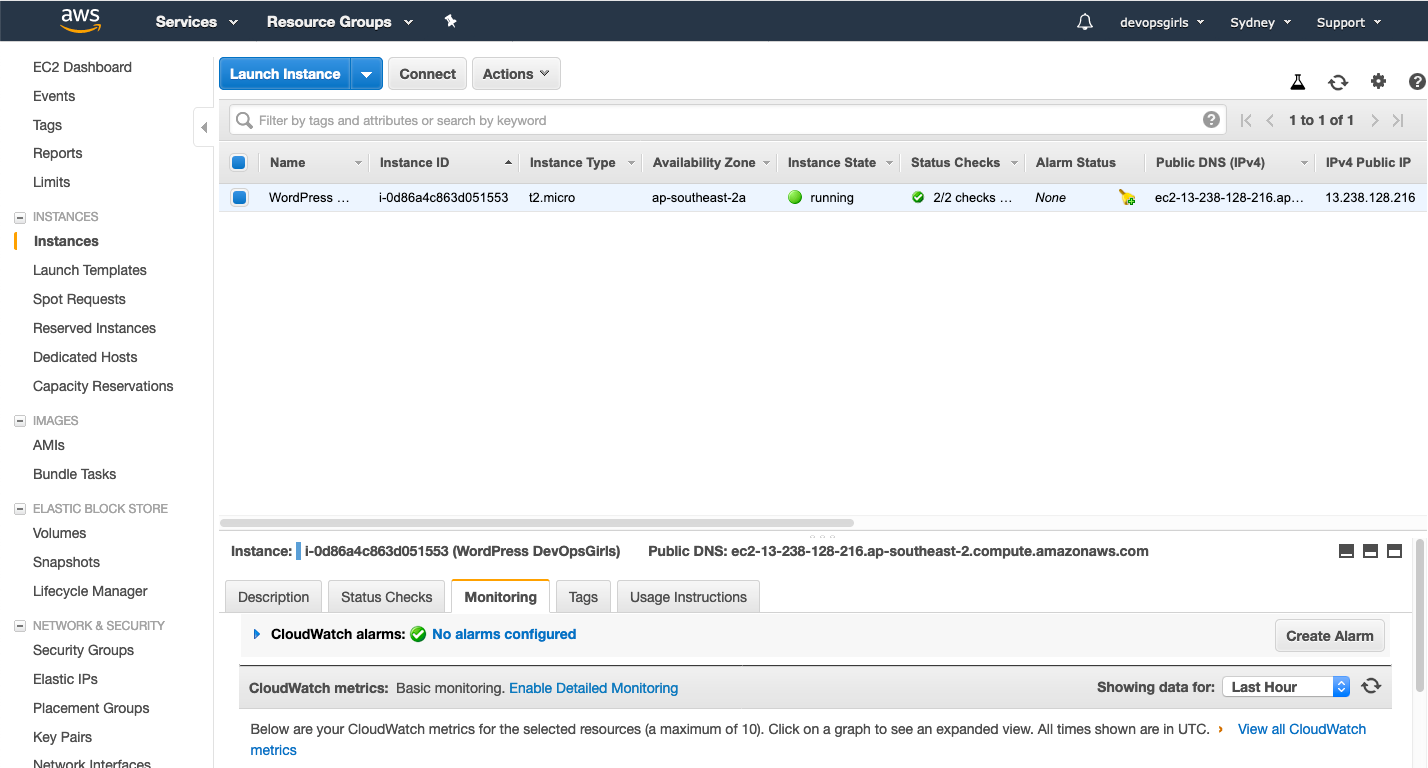 aws Services Resource Groups devopsgirls Sydney Support
EC2 Dashboard
Events
Tags
Reports
Limits
INSTANCES
Instances
Launch Templates
Spot Requests
Reserved Instances
Dedicated Hosts
Capacity Reservations
IMAGES
AMIs
Bundle Tasks
ELASTIC BLOCK STORE
Volumes
Snapshots
Lifecycle Manager
NETWORK & SECURITY
Security Groups
Elastic IPs
Placement Groups
Key Pairs
Network Interfaces
Launch Instance Connect Actions
Filter by tags and attributes or search by keyword 1 to 1 of 1
Name Instance ID Instance Type Availability Zone Instance State Status Checks Alarm Status Public DNS (IPv4) IPv4 Public IP
WordPress ... i-0d86a4c863d051553 t2.micro ap-southeast-2a running 2/2 checks ... None ec2-13-238-128-216.ap... 13.238.128.216
Instance: i-0d86a4c863d051553 (WordPress DevOpsGirls) Public DNS: ec2-13-238-128-216.ap-southeast-2.compute.amazonaws.com
Description Status Checks Monitoring Tags Usage Instructions
CloudWatch alarms: No alarms configured Create Alarm
CloudWatch metrics: Basic monitoring. Enable Detailed Monitoring Showing data for: Last Hour
Below are your CloudWatch metrics for the selected resources (a maximum of 10). Click on a graph to see an expanded view. All times shown are in UTC. › View all CloudWatch
metrics